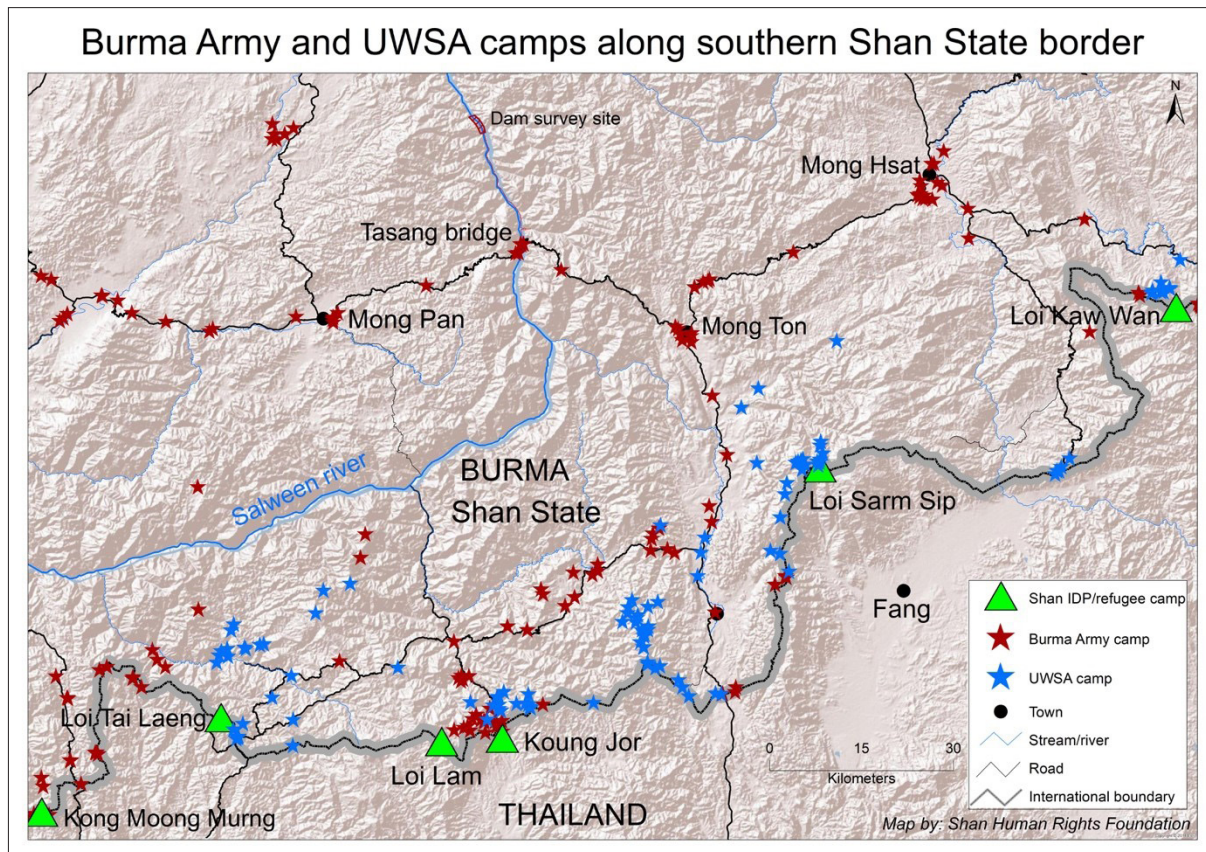 Burma Army and UWSA camps along southern Shan State border
N
Dam survey site
Mong Hsat
Tasang bridge
Mong Pan
Mong Ton
Loi Kaw Wan
BURMA
Shan State
Salween river
Loi Sarm Sip
Fang
Loi Tai Laeng
Koung Jor
Loi Lam
Kong Moong Murng
THAILAND
0 15 30
Kilometers
Shan IDP/refugee camp
Burma Army camp
UWSA camp
Town
Stream/river
Road
International boundary
Map by: Shan Human Rights Foundation